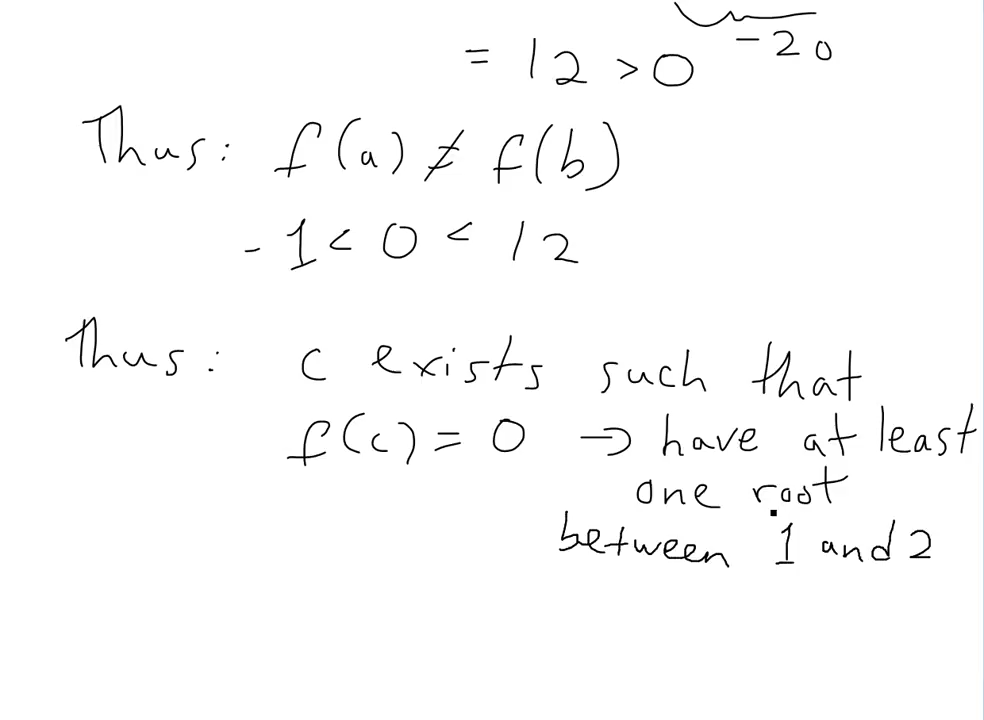 -20
= 12 > 0
Thus: f(a) ≠ f(b)
-1 < 0 < 12
Thus: c exists such that
f(c) = 0 → have at least
one root
between 1 and 2